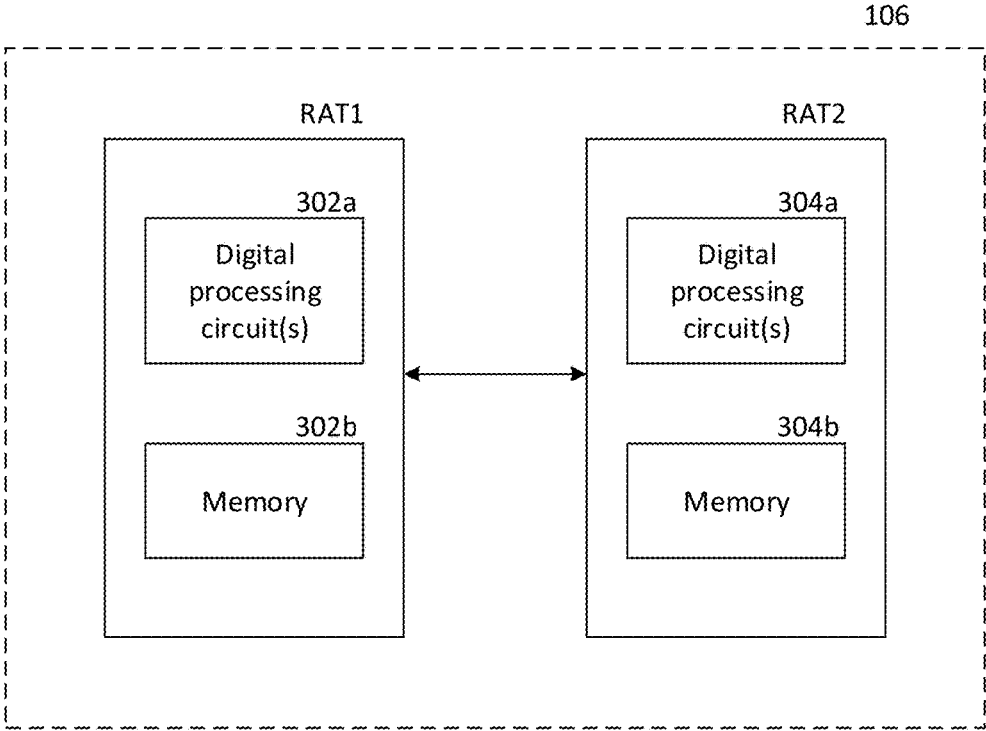 106
RAT1
RAT2
302a
Digital
processing
circuit(s)
302b
Memory
304a
Digital
processing
circuit(s)
304b
Memory